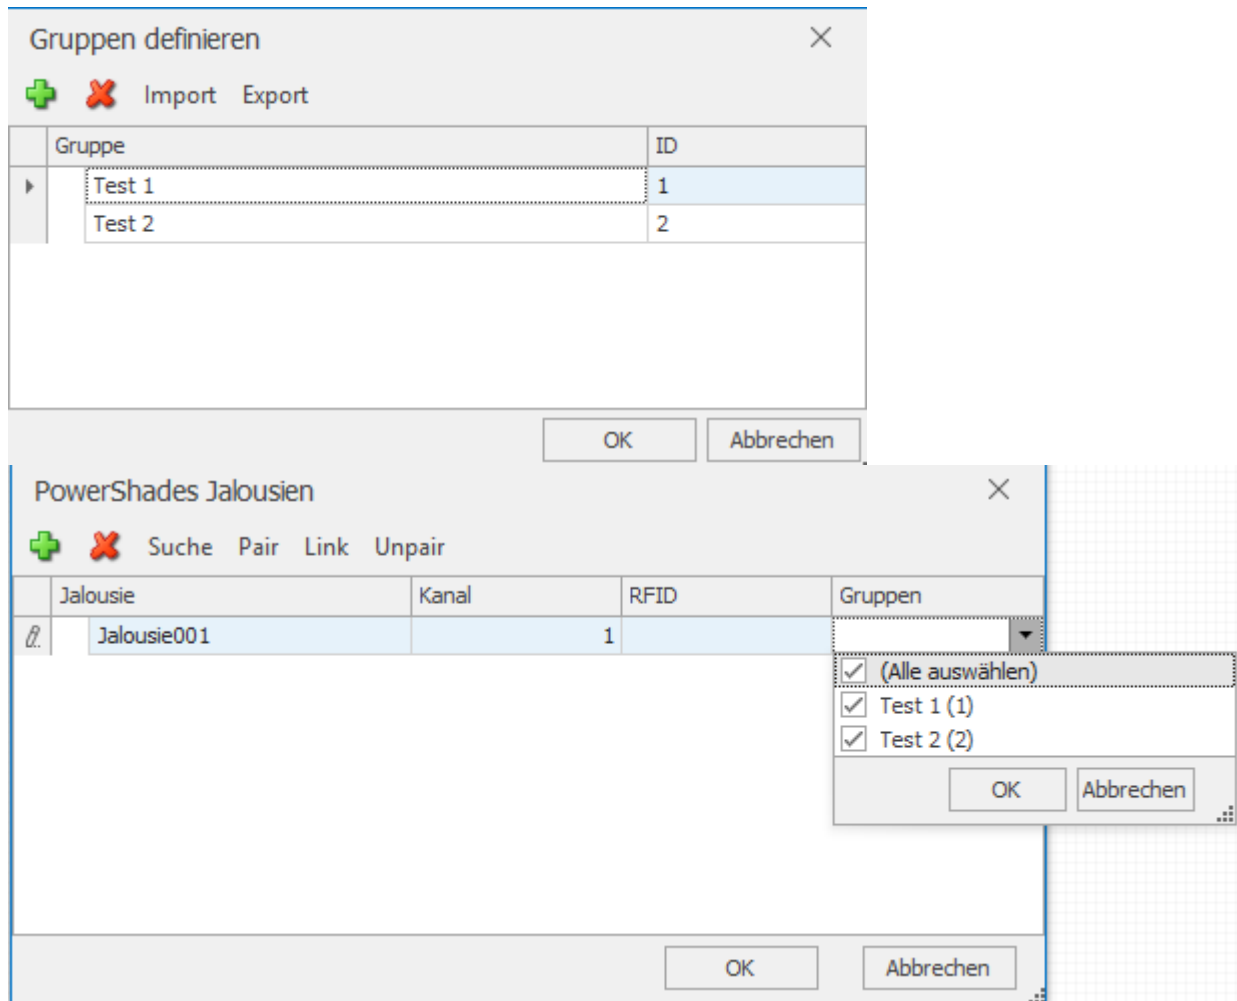 Gruppen definieren
Import Export
Gruppe ID
Test 1 1
Test 2 2
OK Abbrechen
PowerShades Jalousien
Suche Pair Link Unpair
Jalousie Kanal RFID Gruppen
Jalousie001 1
(Alle auswählen)
Test 1 (1)
Test 2 (2)
OK Abbrechen
OK Abbrechen